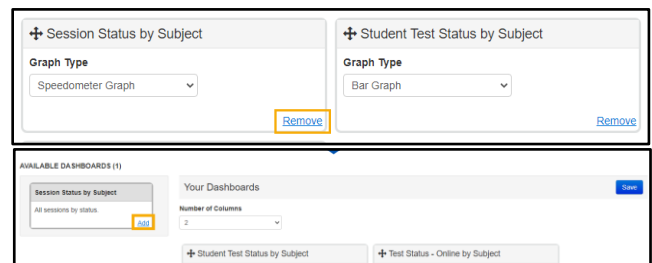 Session Status by Subject
Student Test Status by Subject
Graph Type
Graph Type
Speedometer Graph
Bar Graph
Remove
Remove
AVAILABLE DASHBOARDS (1)
Session Status by Subject
All sessions by status.
Add
Your Dashboards
Save
Number of Columns
2
Student Test Status by Subject
Test Status - Online by Subject